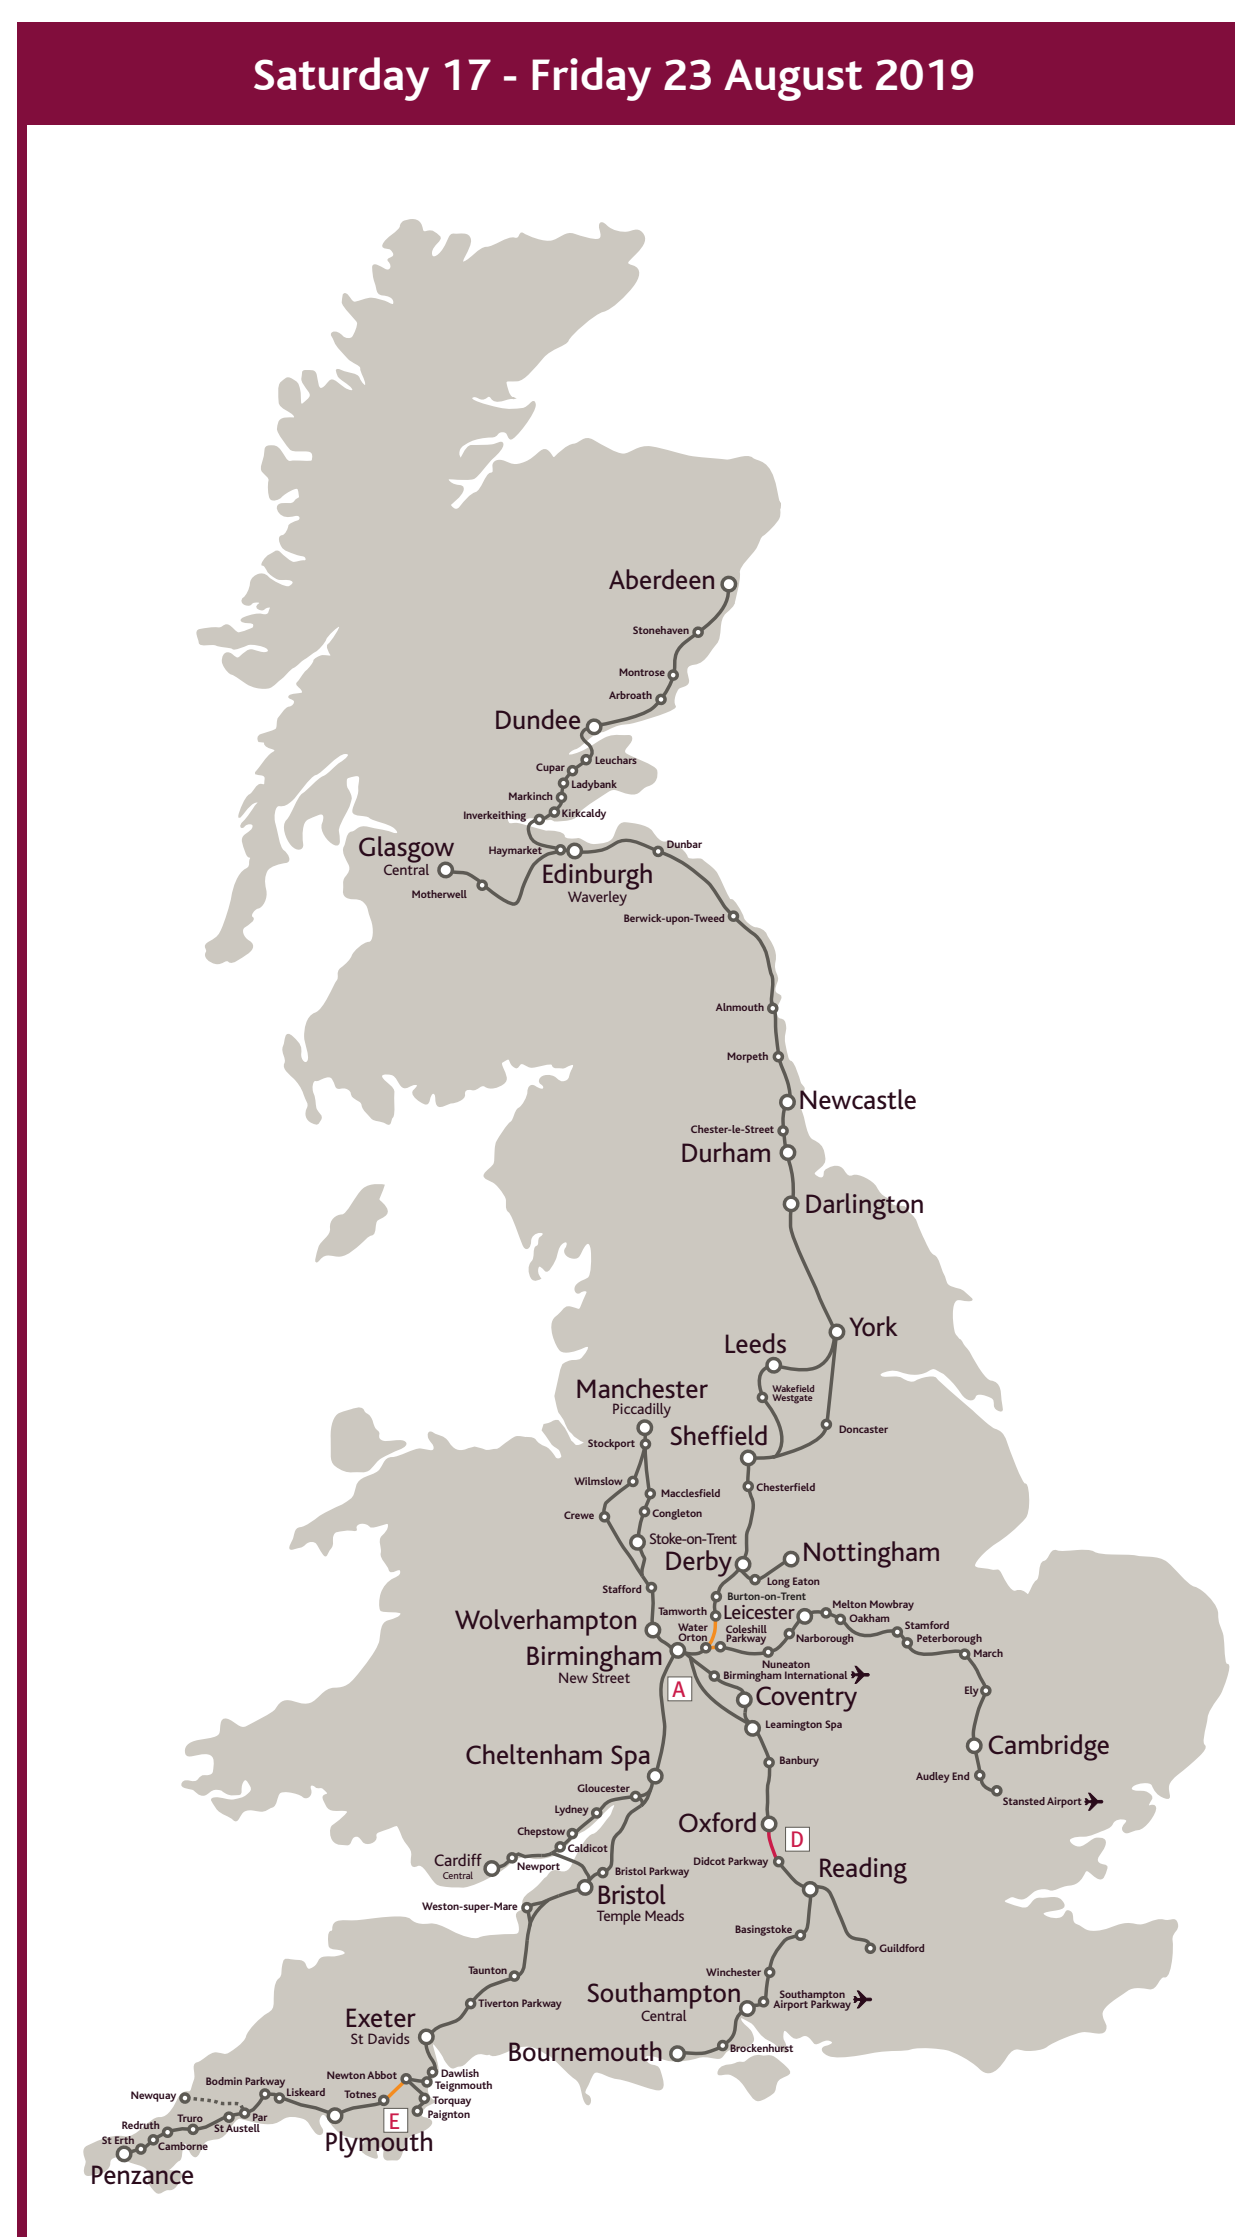 Saturday 17 - Friday 23 August 2019
Aberdeen
Stonehaven
Montrose
Arbroath
Dundee
Leuchars
Cupar
Ladybank
Markinch
Kirkcaldy
Inverkeithing
Glasgow
Central
Haymarket
Dunbar
Edinburgh
Waverley
Motherwell
Berwick-upon-Tweed
Alnmouth
Morpeth
Newcastle
Chester-le-Street
Durham
Darlington
York
Leeds
Wakefield
Westgate
Manchester
Piccadilly
Stockport
Sheffield
Doncaster
Wilmslow
Macclesfield
Chesterfield
Crewe
Congleton
Stoke-on-Trent
Derby
Nottingham
Long Eaton
Stafford
Burton-on-Trent
Tamworth
Leicester
Melton Mowbray
Oakham
Wolverhampton
Water
Orton
Coleshill
Parkway
Narborough
Stamford
Peterborough
March
Birmingham
New Street
Nuneaton
Birmingham International
A
Coventry
Ely
Leamington Spa
Cambridge
Cheltenham Spa
Banbury
Audley End
Stansted Airport
Gloucester
Lydney
Oxford
D
Chepstow
Caldicot
Cardiff
Central
Newport
Bristol Parkway
Didcot Parkway
Reading
Bristol
Temple Meads
Weston-super-Mare
Basingstoke
Guildford
Taunton
Winchester
Southampton
Central
Southampton
Airport Parkway
Tiverton Parkway
Exeter
St Davids
Bournemouth
Brockenhurst
Newton Abbot
Dawlish
Teignmouth
Bodmin Parkway
Liskeard
Newquay
Totnes
Torquay
Paignton
E
Par
Truro
St Austell
Redruth
Plymouth
St Erth
Camborne
Penzance